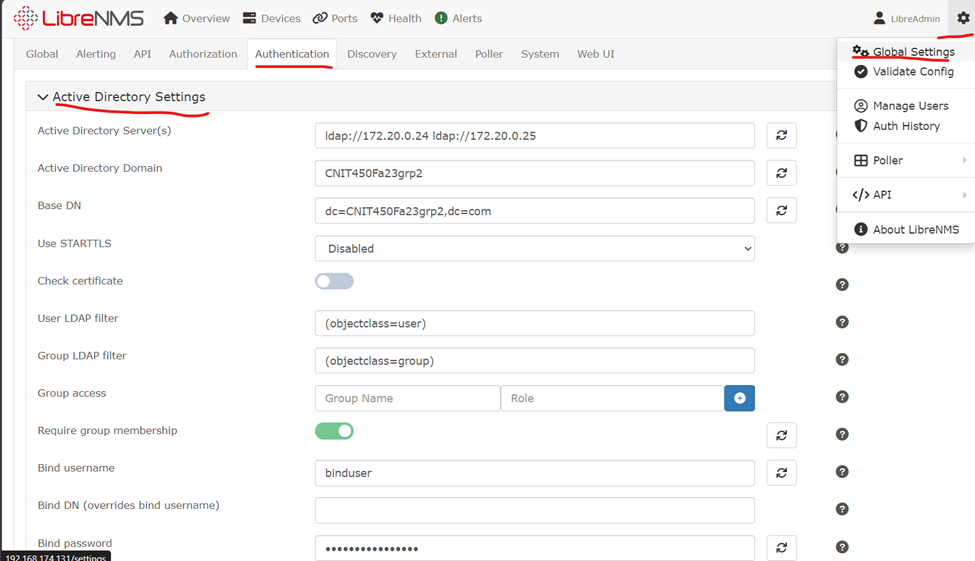 LibreNMS Overview Devices Ports Health Alerts LibreAdmin
Global Alerting API Authorization Authentication Discovery External Poller System Web UI
Global Settings
Validate Config
Manage Users
Auth History
Poller
API
About LibreNMS
Active Directory Settings
Active Directory Server(s) ldap://172.20.0.24 ldap://172.20.0.25
Active Directory Domain CNIT450Fa23grp2
Base DN dc=CNIT450Fa23grp2,dc=com
Use STARTTLS Disabled
Check certificate
User LDAP filter (objectclass=user)
Group LDAP filter (objectclass=group)
Group access Group Name Role
Require group membership
Bind username binduser
Bind DN (overrides bind username)
Bind password ••••••••••••••••
192.168.174.131/settings